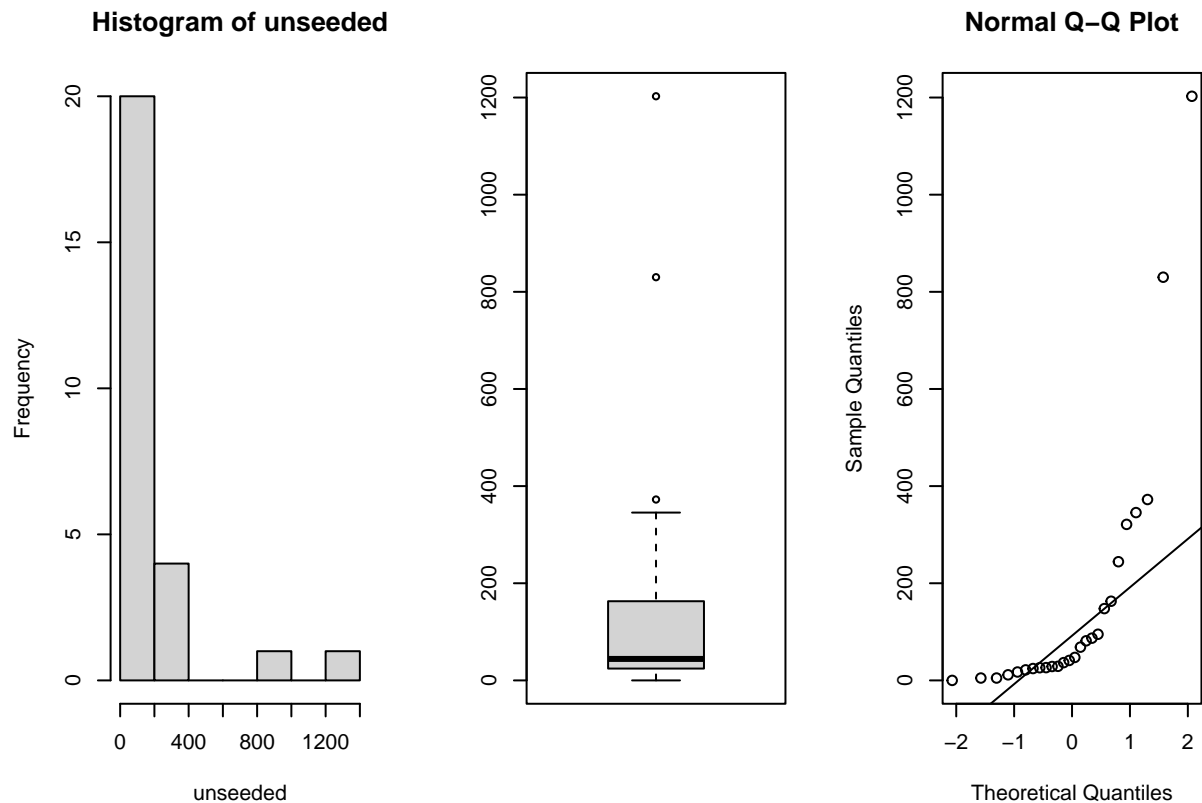 Histogram of unseeded
Frequency
20
15
10
5
0
0 400 800 1200
unseeded
1200
1000
800
600
400
200
0
Normal Q−Q Plot
Sample Quantiles
1200
1000
800
600
400
200
0
−2 −1 0 1 2
Theoretical Quantiles